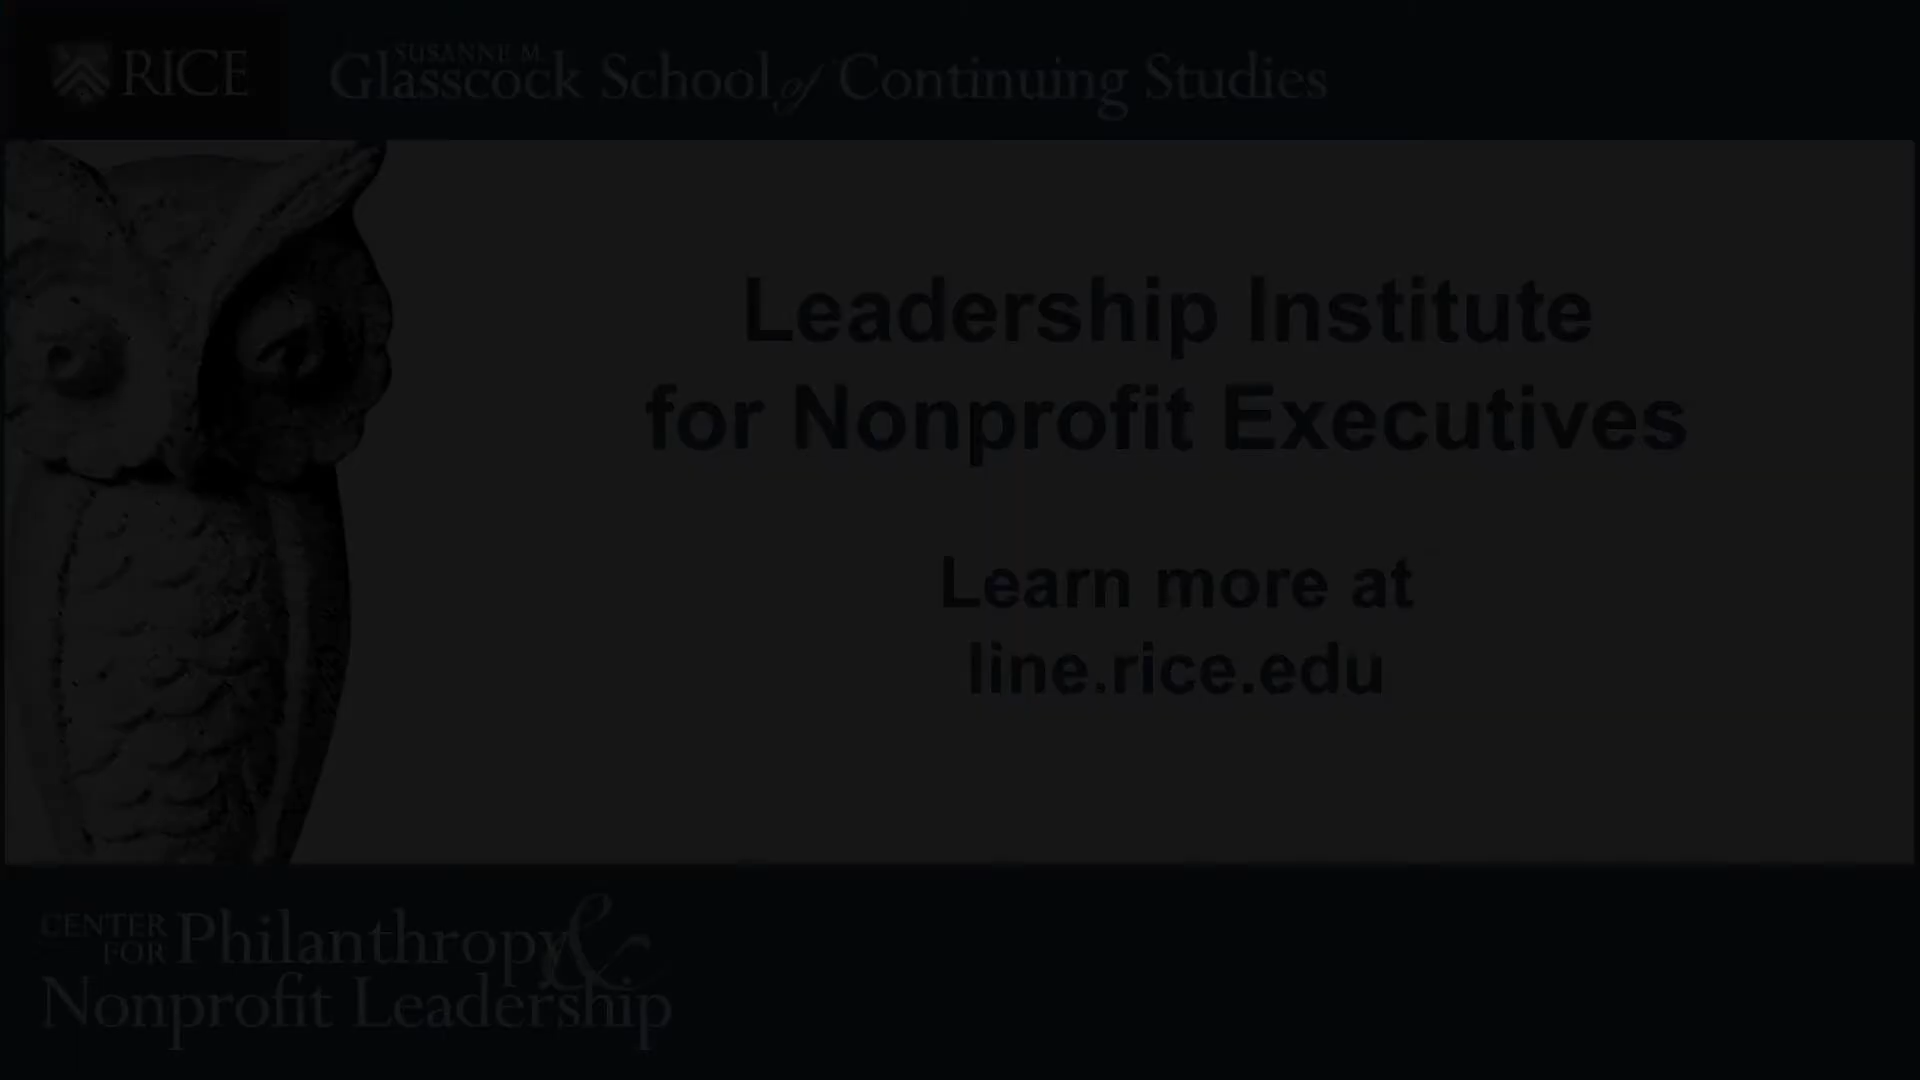 RICE
SUSANNE M.
Glasscock School of Continuing Studies
Leadership Institute
for Nonprofit Executives
Learn more at
line.rice.edu
CENTER
FOR Philanthropy &
Nonprofit Leadership